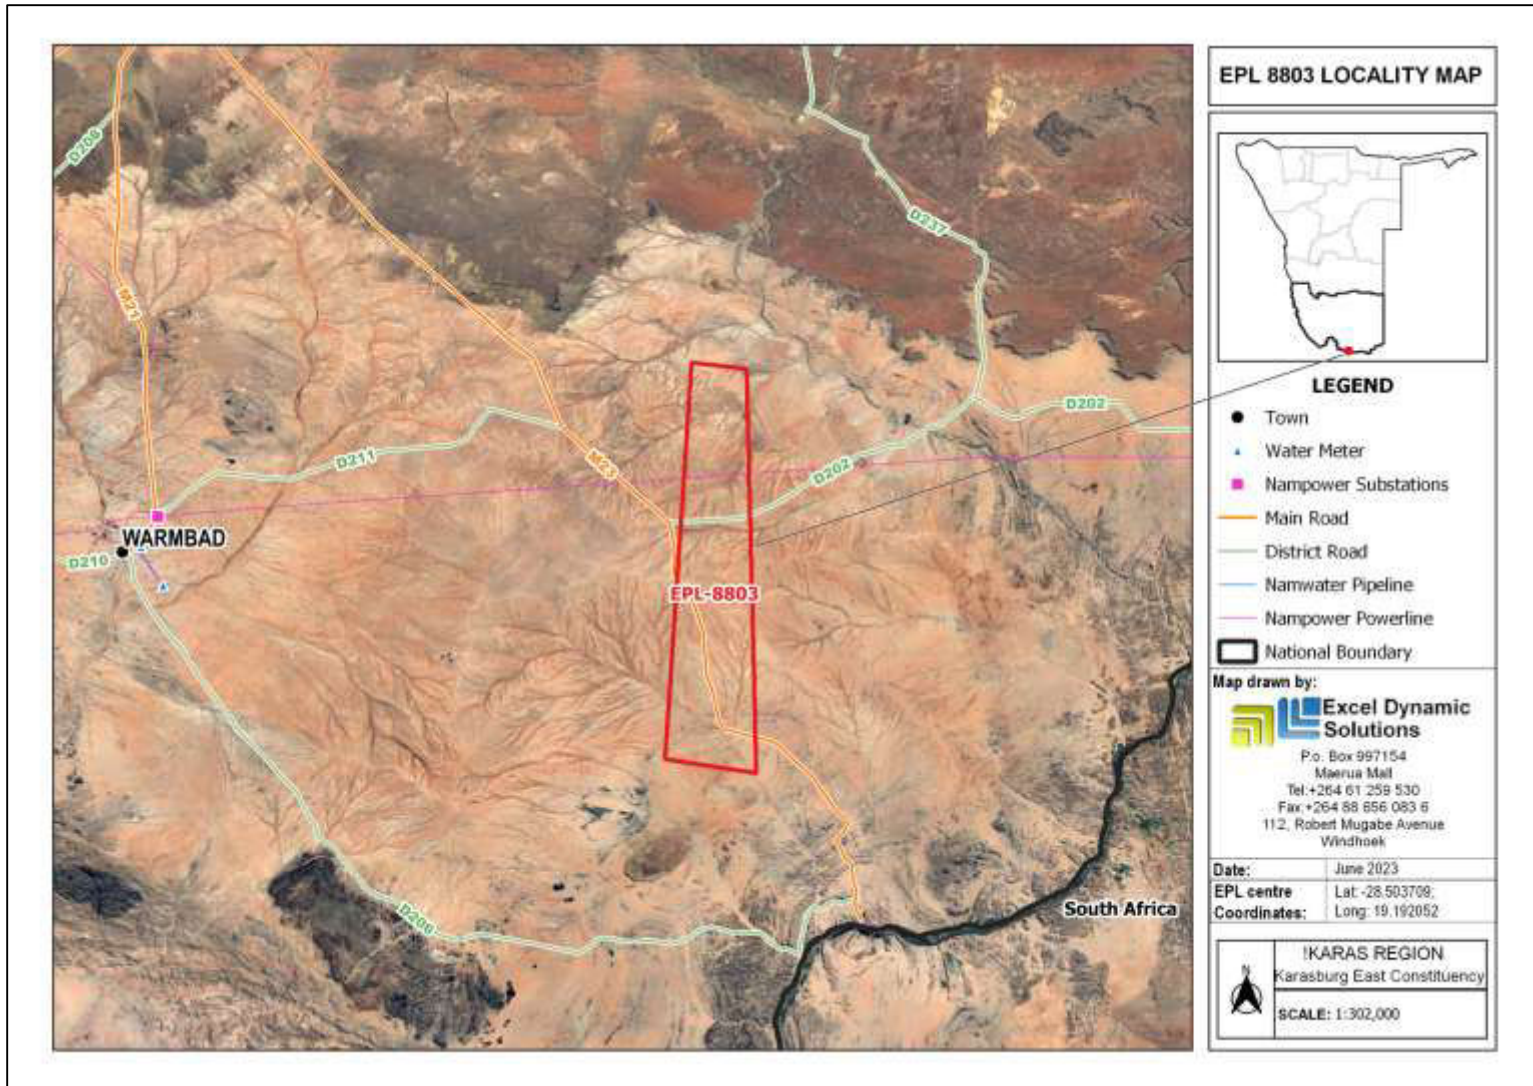 EPL 8803 LOCALITY MAP
D208
M21
D237
D202
D211
M23
D202
WARMBAD
D210
EPL-8803
D206
South Africa
LEGEND
Town
Water Meter
Nampower Substations
Main Road
District Road
Namwater Pipeline
Nampower Powerline
National Boundary
Map drawn by:
Excel Dynamic
Solutions
P.o. Box 997154
Maerua Mall
Tel:+264 61 259 530
Fax:+264 88 656 083 6
112, Robert Mugabe Avenue
Windhoek
Date: June 2023
EPL centre Lat: -28.503709;
Coordinates: Long: 19.192052
N
!KARAS REGION
Karasburg East Constituency
SCALE: 1:302,000